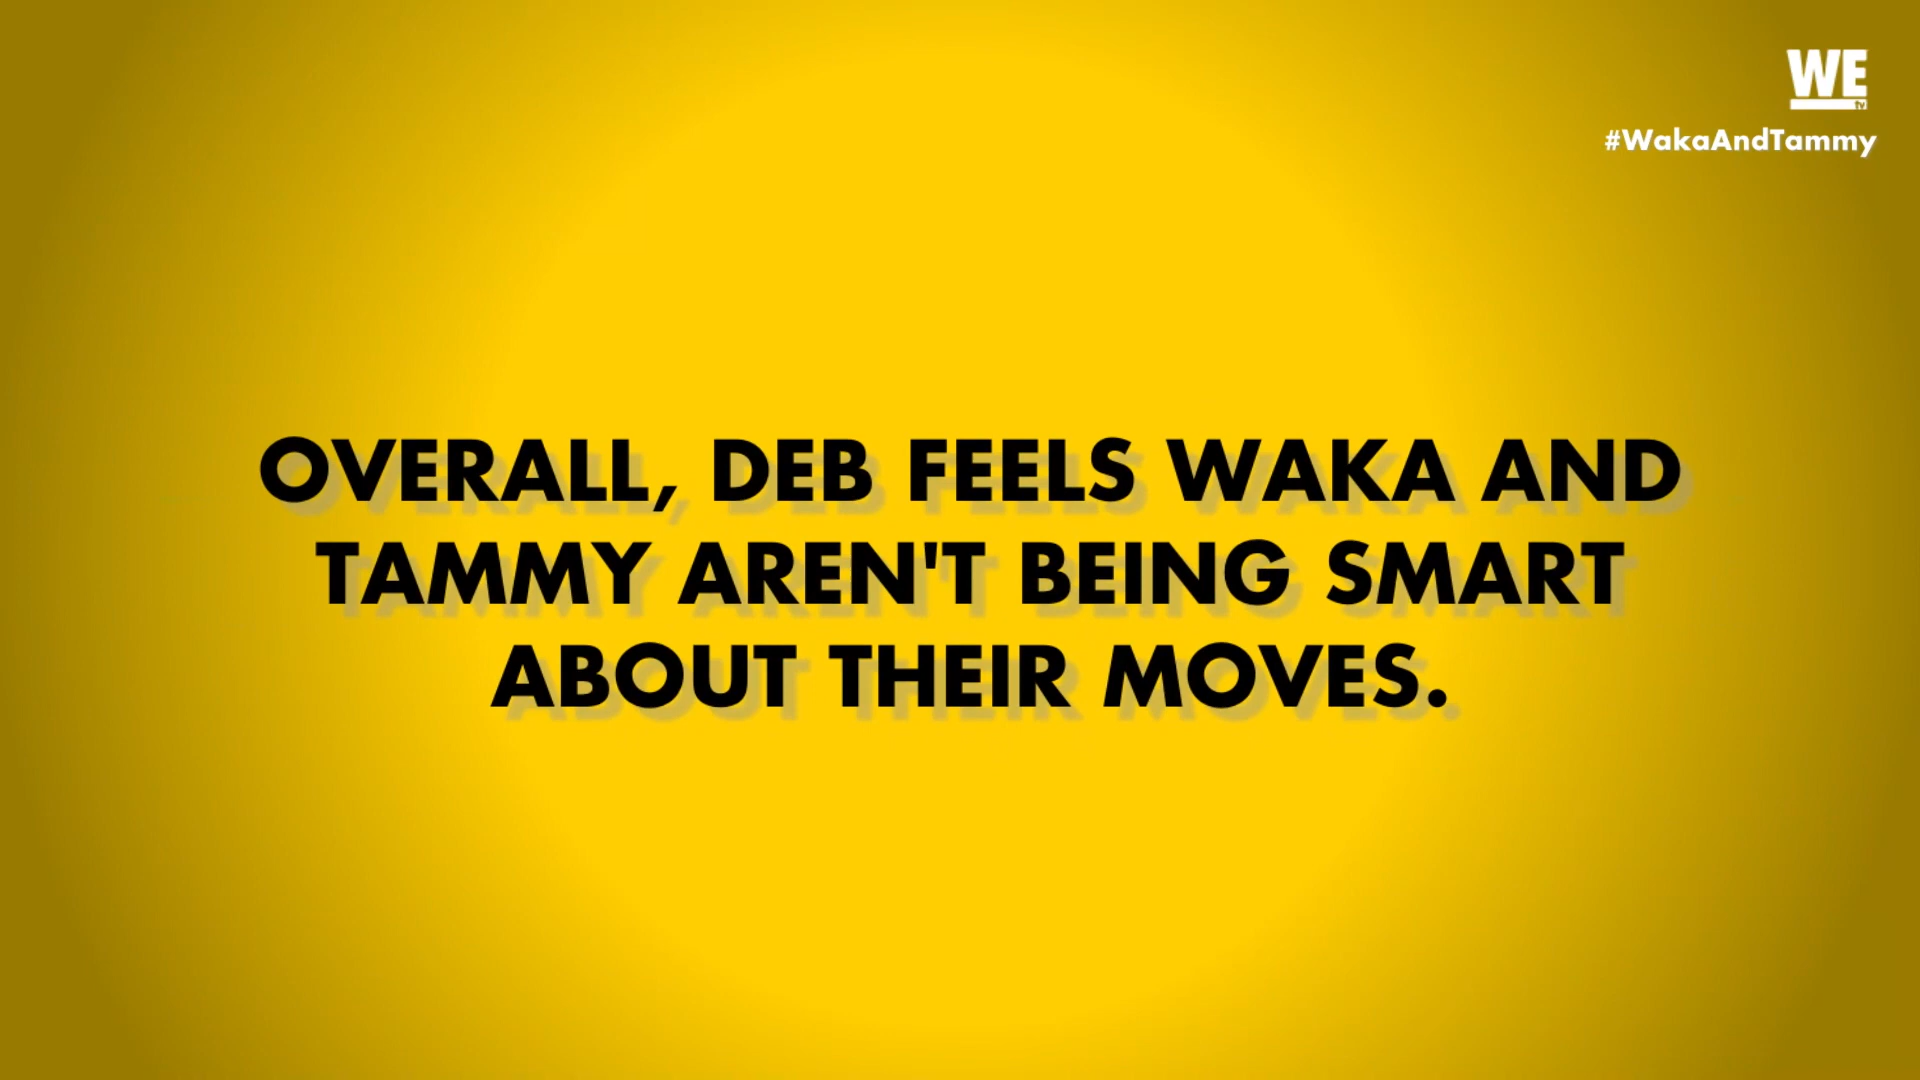 WE
tv
#WakaAndTammy
OVERALL, DEB FEELS WAKA AND
TAMMY AREN'T BEING SMART
ABOUT THEIR MOVES.